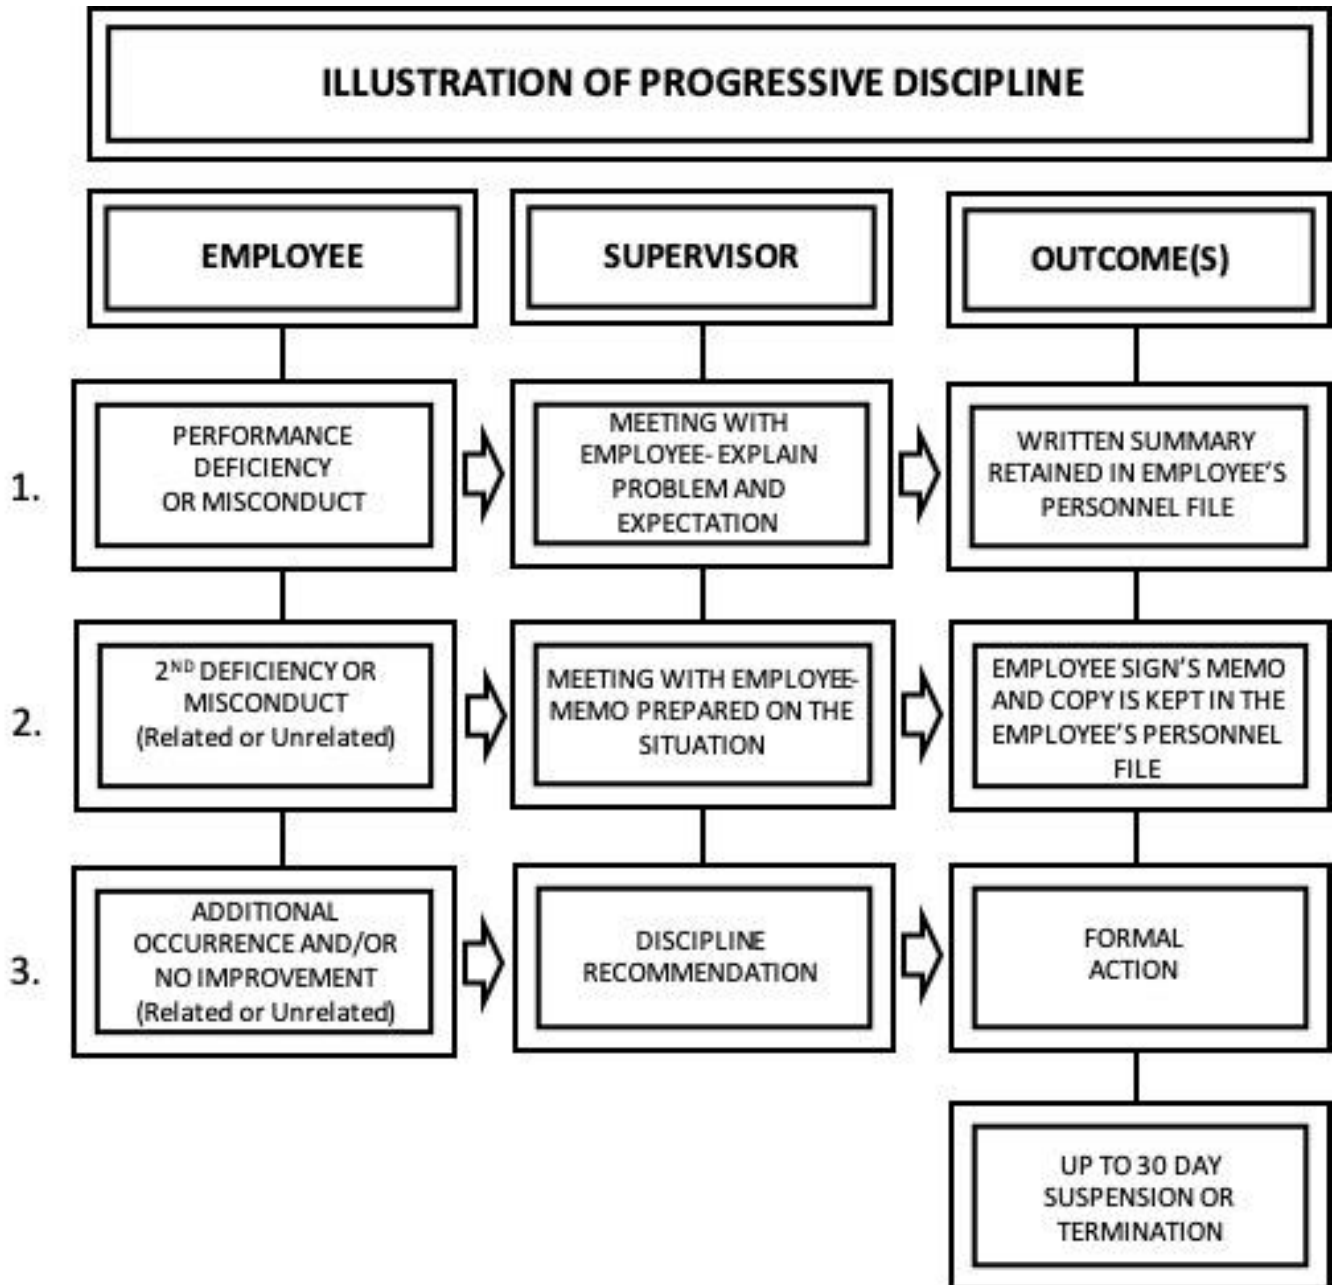 ILLUSTRATION OF PROGRESSIVE DISCIPLINE
EMPLOYEE
SUPERVISOR
OUTCOME(S)
1.
PERFORMANCE
DEFICIENCY
OR MISCONDUCT
MEETING WITH
EMPLOYEE- EXPLAIN
PROBLEM AND
EXPECTATION
WRITTEN SUMMARY
RETAINED IN EMPLOYEE'S
PERSONNEL FILE
2.
2ND DEFICIENCY OR
MISCONDUCT
(Related or Unrelated)
MEETING WITH EMPLOYEE-
MEMO PREPARED ON THE
SITUATION
EMPLOYEE SIGN'S MEMO
AND COPY IS KEPT IN THE
EMPLOYEE'S PERSONNEL
FILE
3.
ADDITIONAL
OCCURRENCE AND/OR
NO IMPROVEMENT
(Related or Unrelated)
DISCIPLINE
RECOMMENDATION
FORMAL
ACTION
UP TO 30 DAY
SUSPENSION OR
TERMINATION